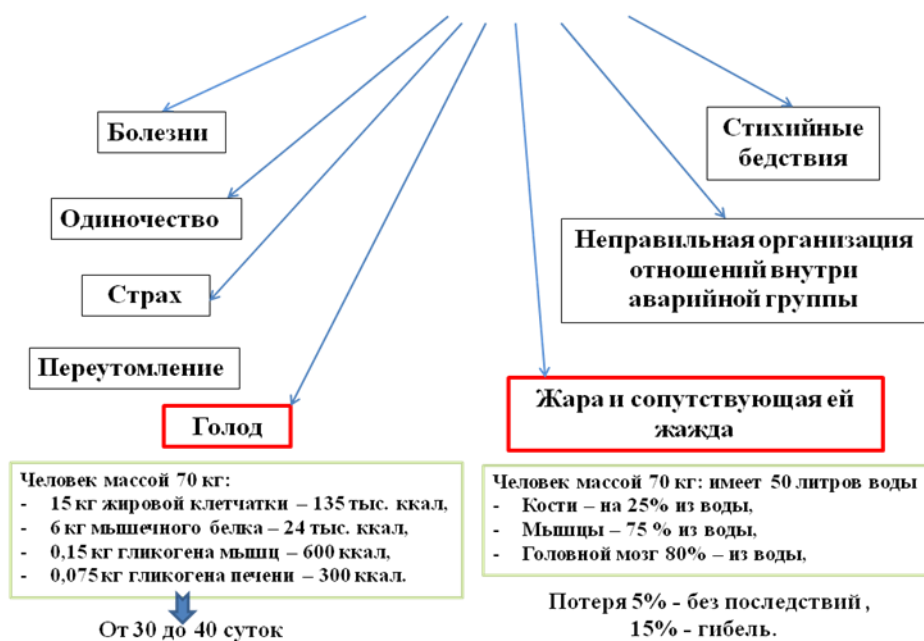 Болезни
Одиночество
Страх
Переутомление
Голод
Человек массой 70 кг:
- 15 кг жировой клетчатки – 135 тыс. ккал,
- 6 кг мышечного белка – 24 тыс. ккал,
- 0,15 кг гликогена мышц – 600 ккал,
- 0,075 кг гликогена печени – 300 ккал.
От 30 до 40 суток
Стихийные
бедствия
Неправильная организация
отношений внутри
аварийной группы
Жара и сопутствующая ей
жажда
Человек массой 70 кг: имеет 50 литров воды
- Кости – на 25% из воды,
- Мышцы – 75 % из воды,
- Головной мозг 80% – из воды,
Потеря 5% - без последствий ,
15% - гибель.